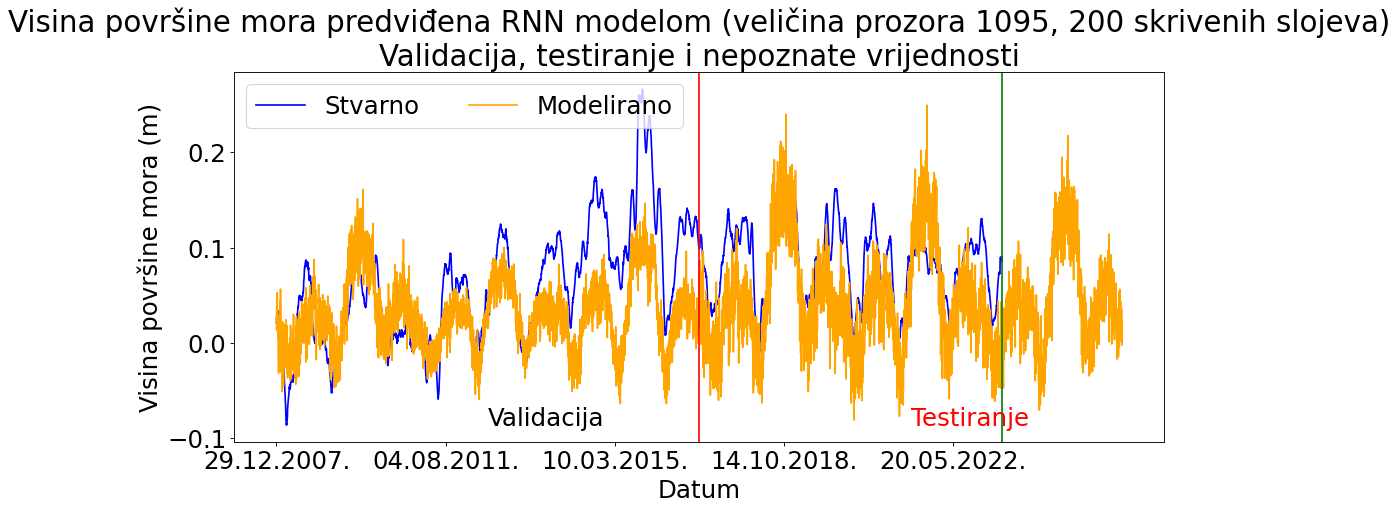 Visina površine mora predviđena RNN modelom (veličina prozora 1095, 200 skrivenih slojeva)
Validacija, testiranje i nepoznate vrijednosti
Stvarno
Modelirano
Visina površine mora (m)
0.2
0.1
0.0
−0.1
Validacija
Testiranje
29.12.2007.
04.08.2011.
10.03.2015.
14.10.2018.
20.05.2022.
Datum